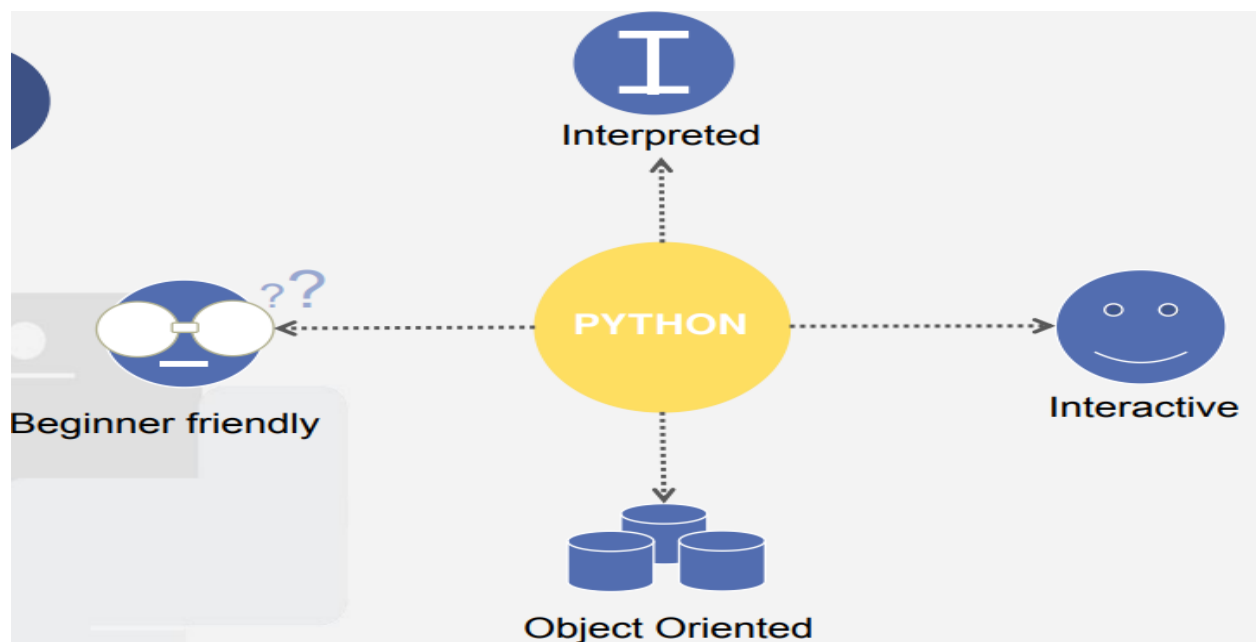 I
Interpreted
??
PYTHON
Beginner friendly
Interactive
Object Oriented